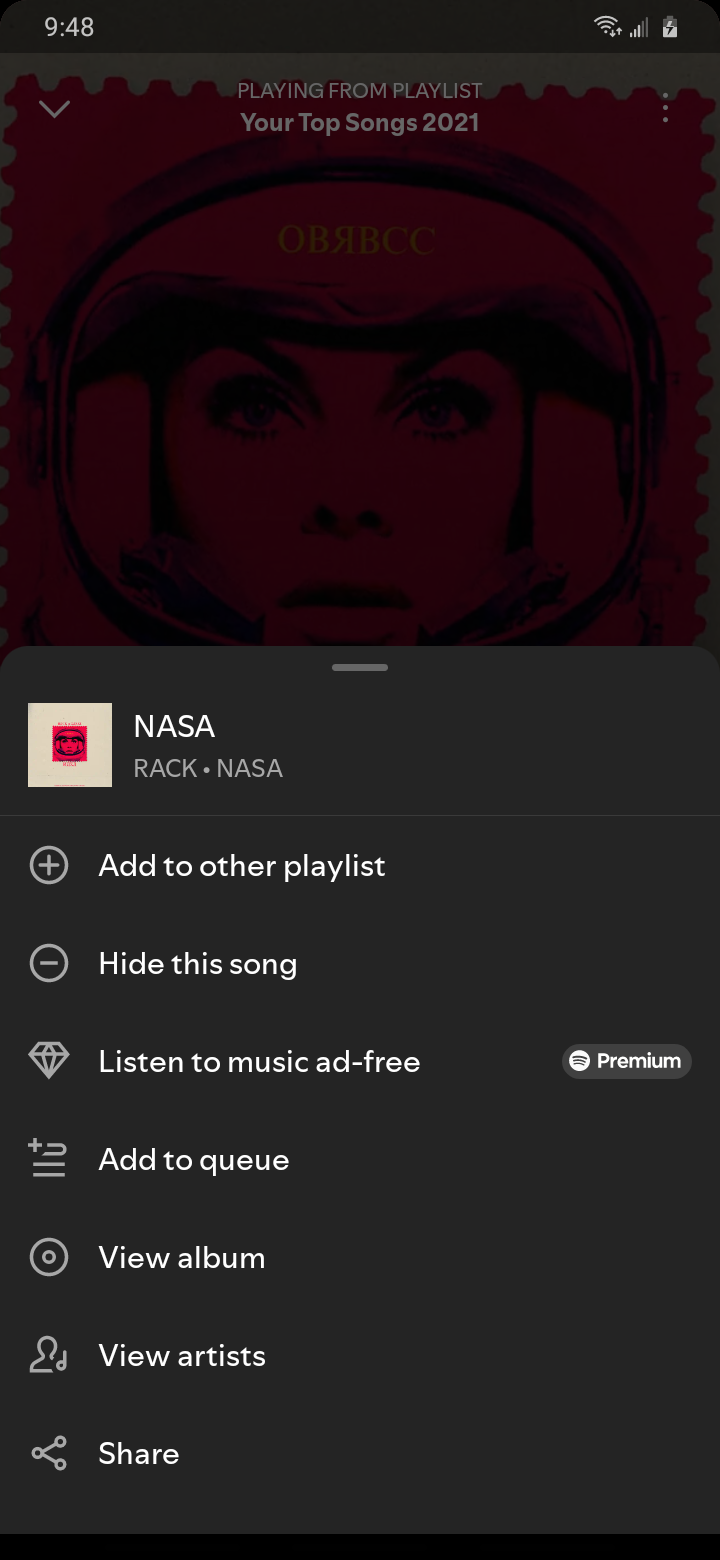 9:48
PLAYING FROM PLAYLIST
Your Top Songs 2021
OBЯBCC
NASA
RACK • NASA
Add to other playlist
Hide this song
Listen to music ad-free
Premium
Add to queue
View album
View artists
Share